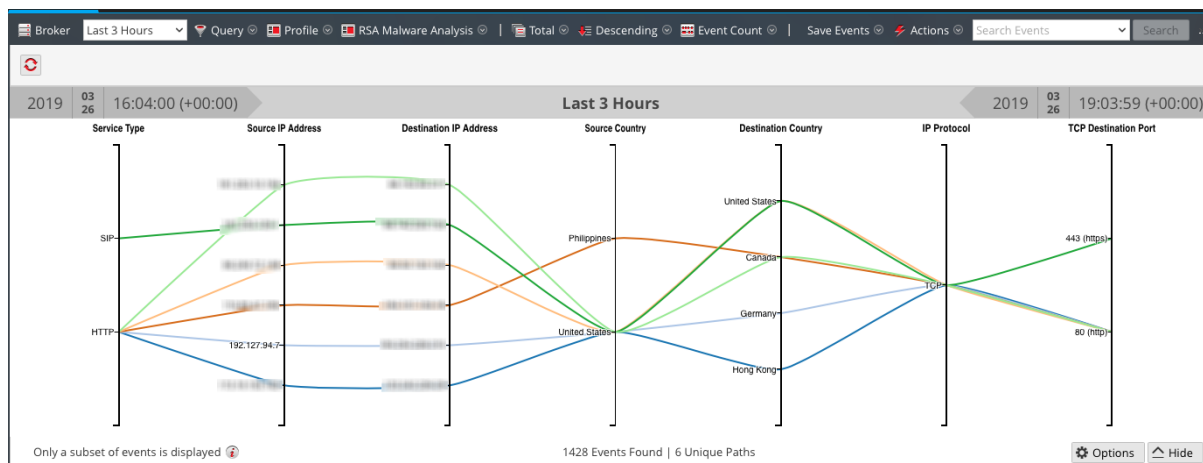 Broker Last 3 Hours Query Profile RSA Malware Analysis | Total Descending Event Count | Save Events Actions Search Events Search ..
2019 03 26 16:04:00 (+00:00) Last 3 Hours 2019 03 26 19:03:59 (+00:00)
Service Type Source IP Address Destination IP Address Source Country Destination Country IP Protocol TCP Destination Port
United States
SIP Philippines 443 (https)
Canada
TCP
Germany
HTTP United States 80 (http)
192.127.94.7
Hong Kong
Only a subset of events is displayed 1428 Events Found | 6 Unique Paths Options Hide